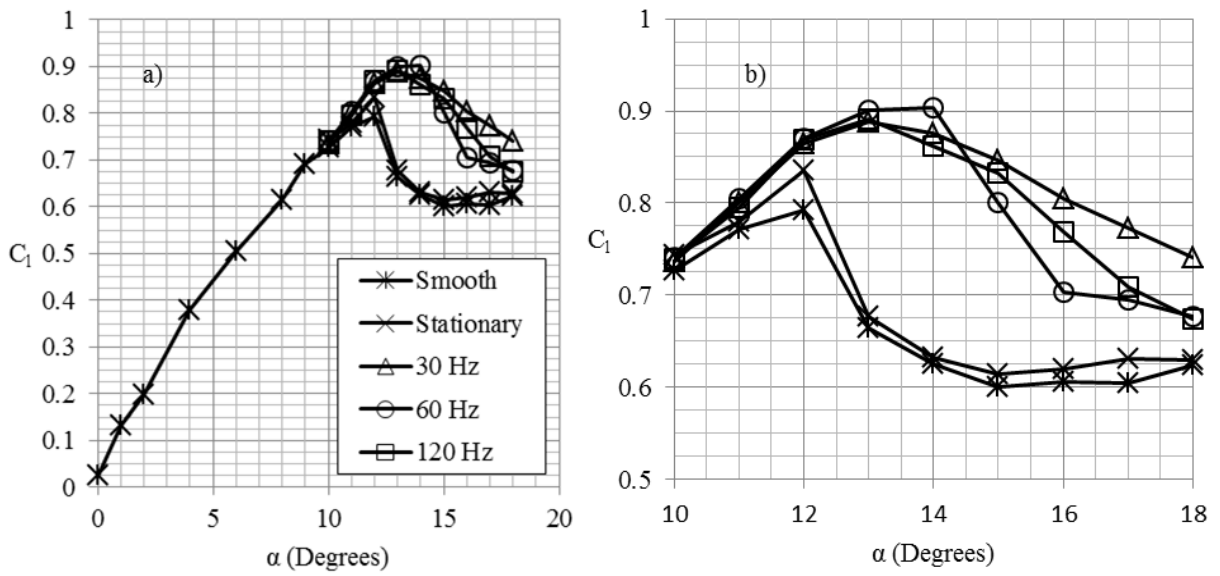 a)
C₁
1
0.9
0.8
0.7
0.6
0.5
0.4
0.3
0.2
0.1
0
0 5 10 15 20
α (Degrees)
Smooth
Stationary
30 Hz
60 Hz
120 Hz
b)
C₁
1
0.9
0.8
0.7
0.6
0.5
10 12 14 16 18
α (Degrees)